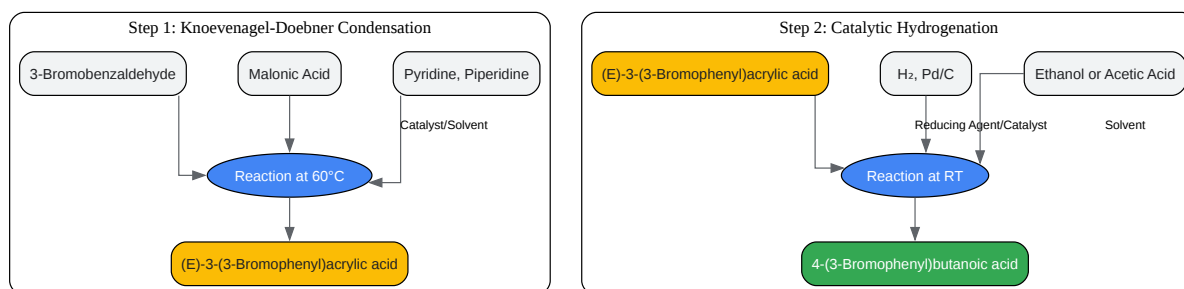 Step 1: Knoevenagel-Doebner Condensation
3-Bromobenzaldehyde
Malonic Acid
Pyridine, Piperidine
Catalyst/Solvent
Reaction at 60°C
(E)-3-(3-Bromophenyl)acrylic acid
Step 2: Catalytic Hydrogenation
(E)-3-(3-Bromophenyl)acrylic acid
H₂, Pd/C
Ethanol or Acetic Acid
Reducing Agent/Catalyst
Solvent
Reaction at RT
4-(3-Bromophenyl)butanoic acid